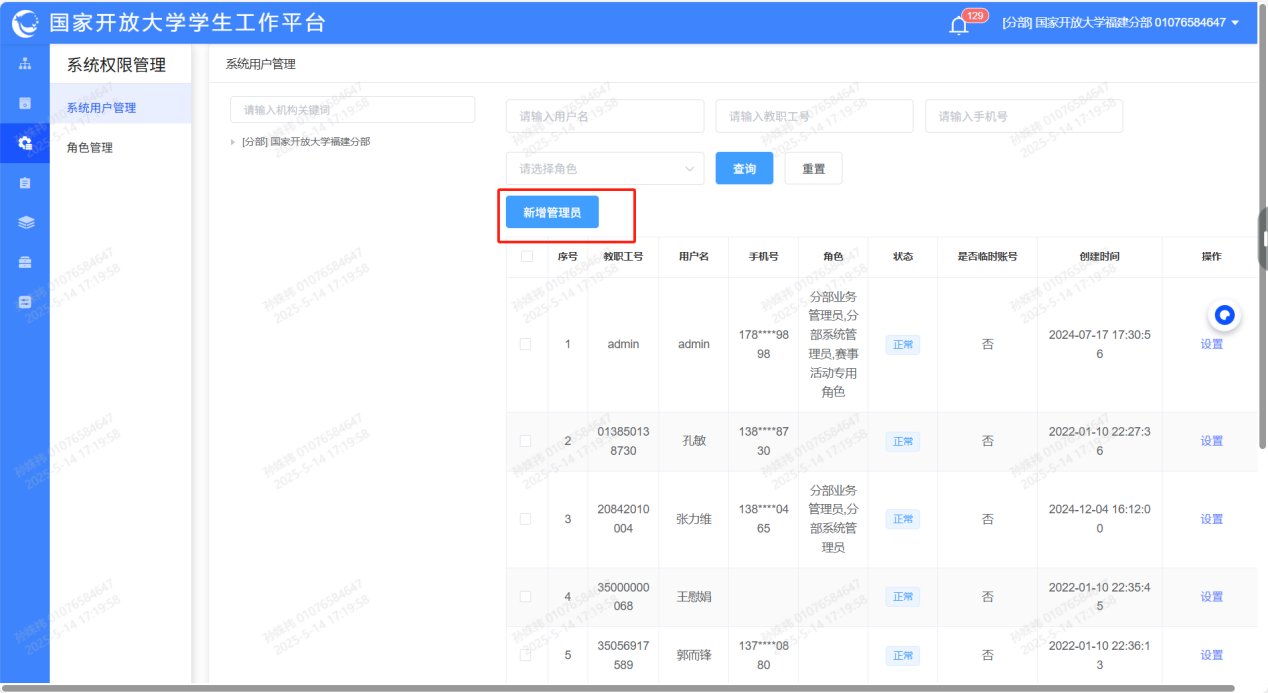 国家开放大学学生工作平台
129
[分部] 国家开放大学福建分部 01076584647
系统权限管理
系统用户管理
系统用户管理
角色管理
请输入机构关键词
[分部] 国家开放大学福建分部
请输入用户名
请输入教职工号
请输入手机号
请选择角色
查询
重置
新增管理员
序号 教职工号 用户名 手机号 角色 状态 是否临时账号 创建时间 操作
分部业务
管理员,分
部系统管
1 admin admin 178****98 理员,赛事 正常 否 2024-07-17 17:30:5 设置
98 活动专用 6
角色
01385013 138****87 2022-01-10 22:27:3
2 孔敏 正常 否 设置
8730 30 6
分部业务
20842010 138****04 管理员,分 2024-12-04 16:12:0
3 张力维 正常 否 设置
004 65 部系统管 0
理员
35000000 2022-01-10 22:35:4
4 王慰娟 正常 否 设置
068 5
35056917 137****08 2022-01-10 22:36:1
5 郭而锋 正常 否 设置
589 80 3
01076584647
2025-5-14 17:19:58